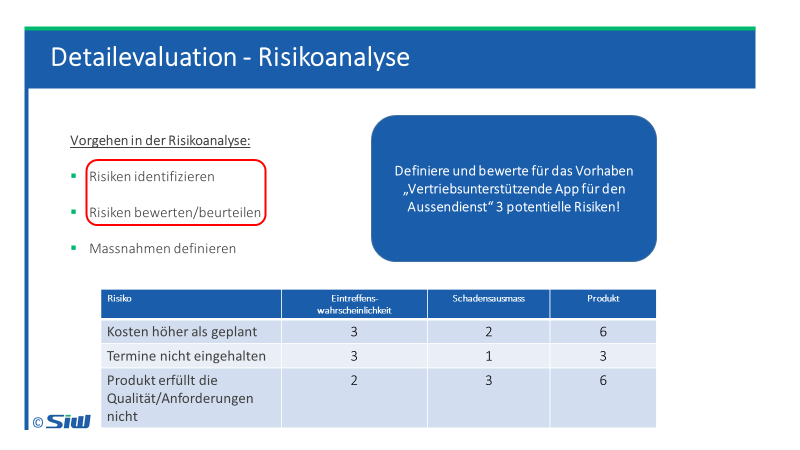 Detailevaluation - Risikoanalyse
Vorgehen in der Risikoanalyse:
Risiken identifizieren
Risiken bewerten/beurteilen
Massnahmen definieren
Definiere und bewerte für das Vorhaben
„Vertriebsunterstützende App für den
Aussendienst“ 3 potentielle Risiken!
Risiko Eintreffens- Schadensausmass Produkt
wahrscheinlichkeit
Kosten höher als geplant 3 2 6
Termine nicht eingehalten 3 1 3
Produkt erfüllt die 2 3 6
Qualität/Anforderungen
nicht
© SIW